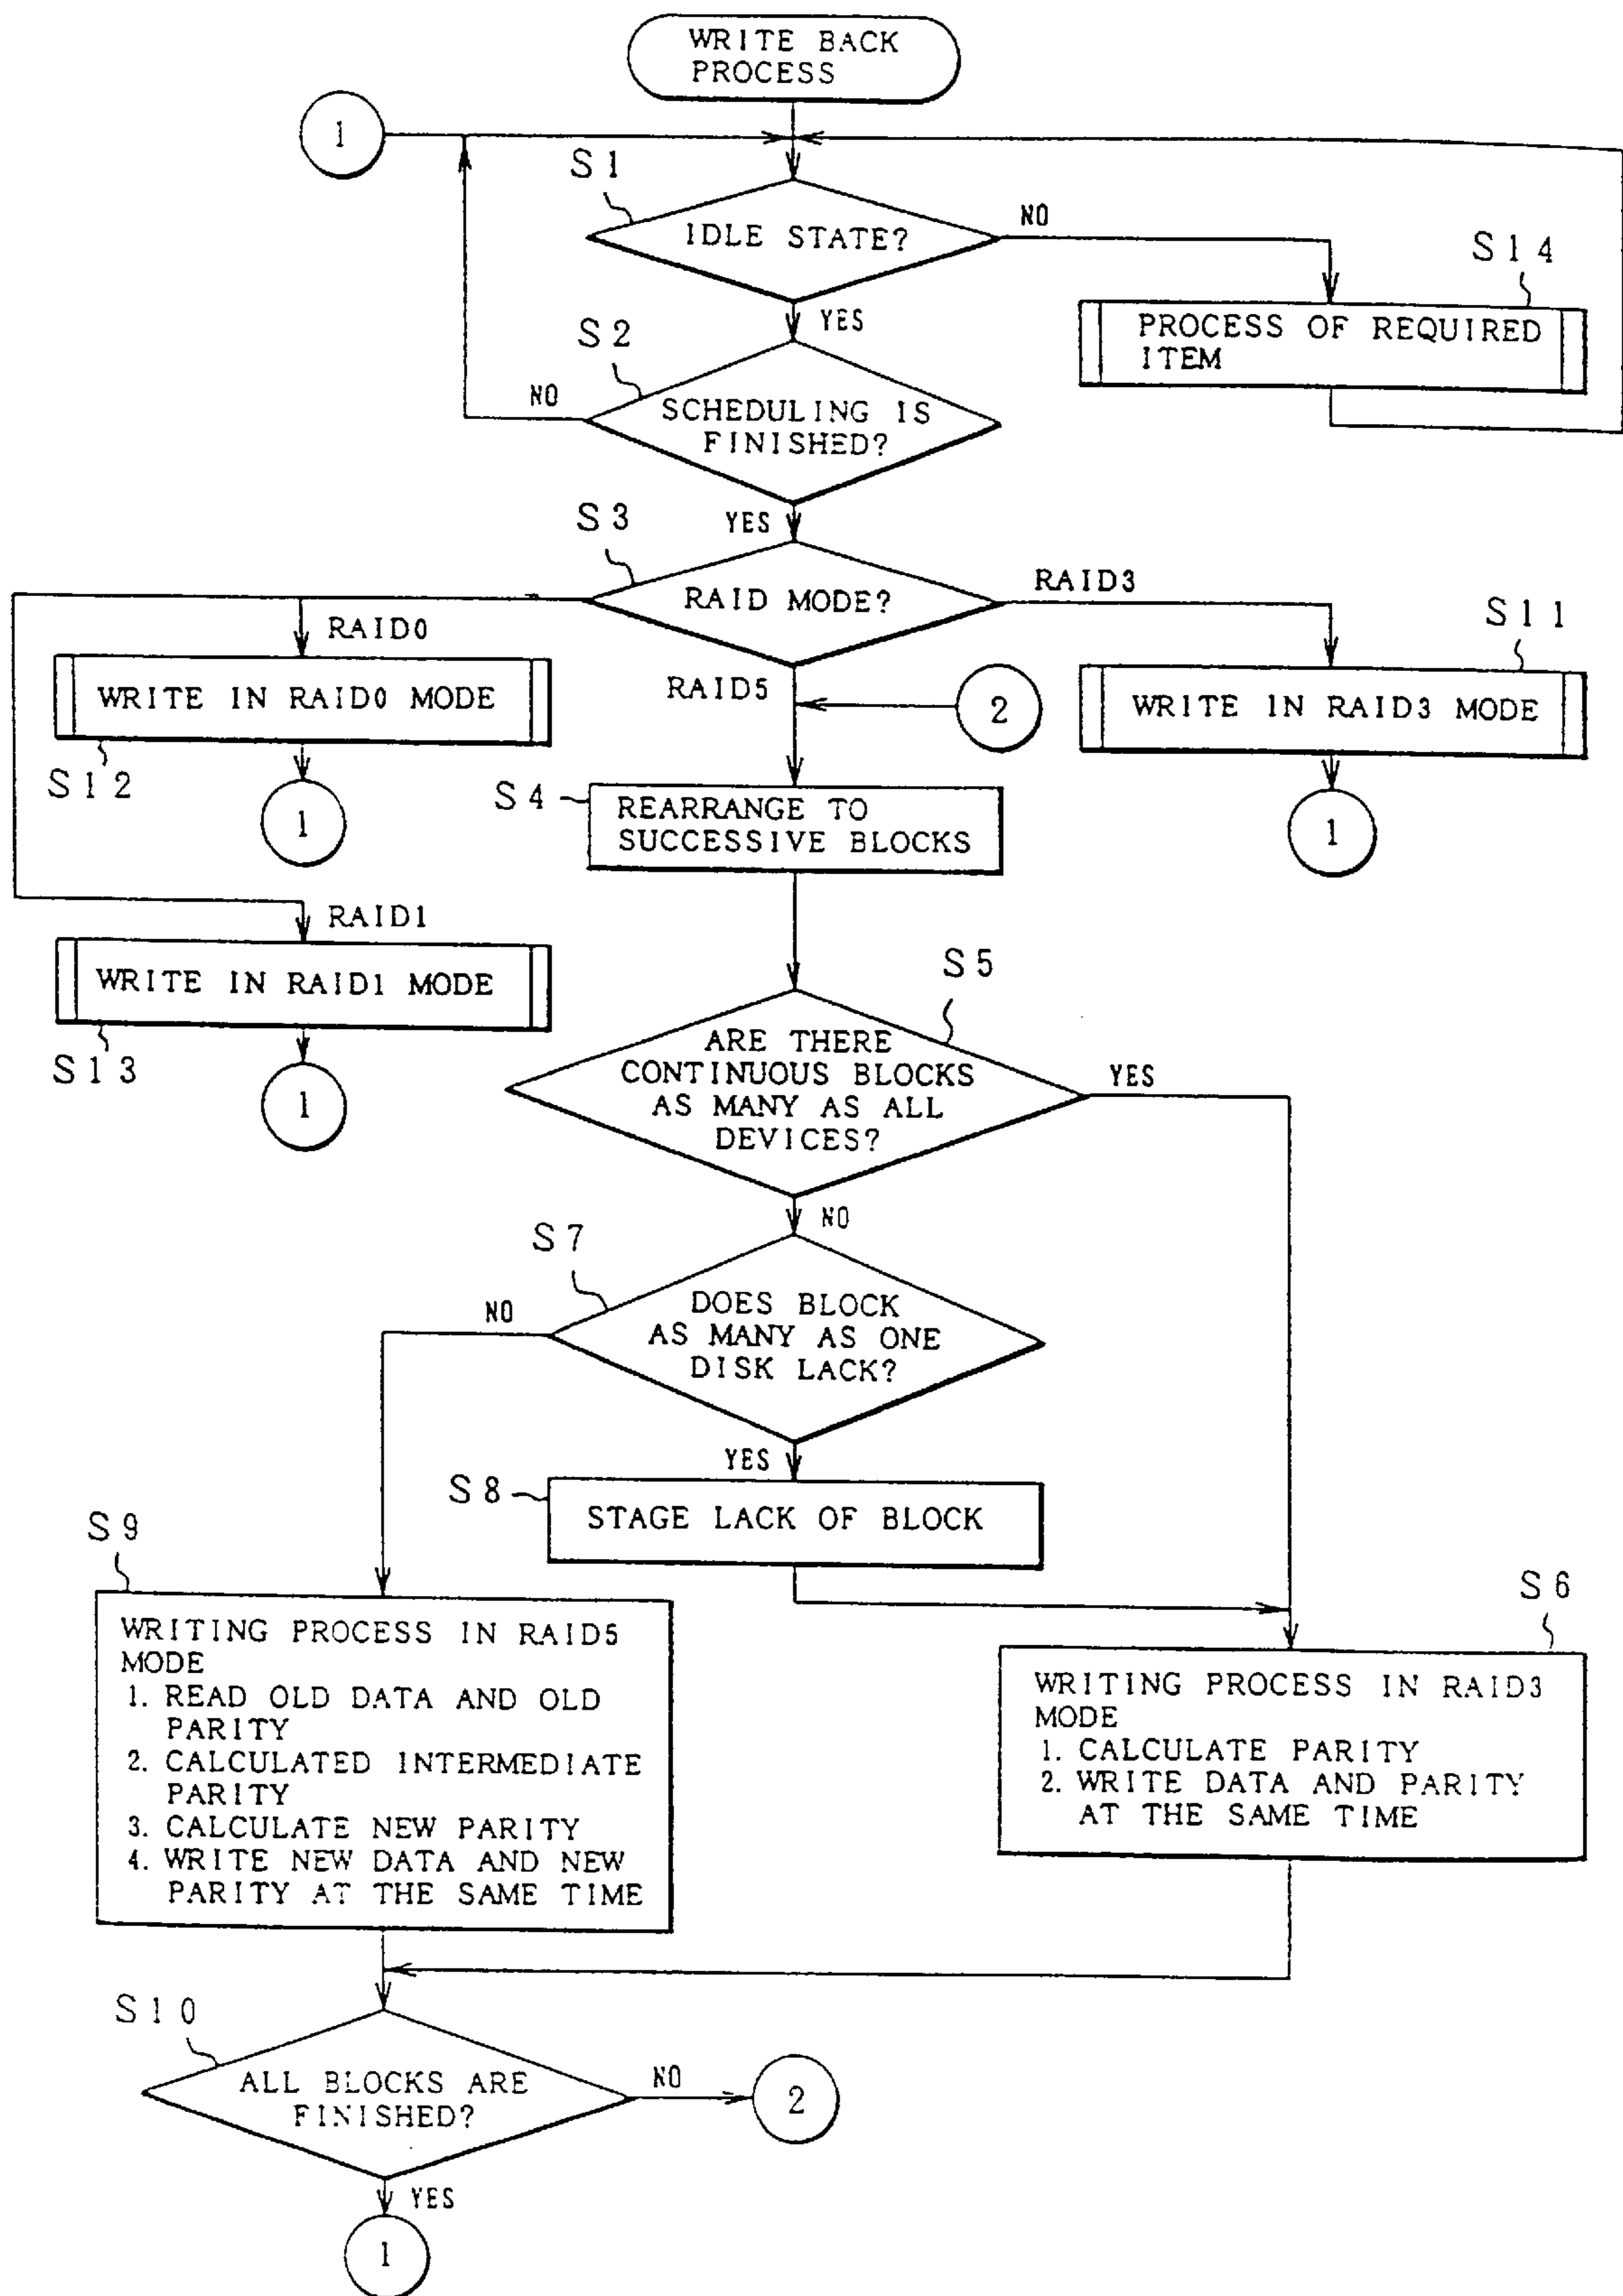 WRITE BACK
PROCESS
1
S1
IDLE STATE?
NO
YES
S14
PROCESS OF REQUIRED
ITEM
S2
NO
SCHEDULING IS
FINISHED?
YES
S3
RAID MODE?
RAID3
RAID0
RAID5
S11
WRITE IN RAID0 MODE
S12
1
2
WRITE IN RAID3 MODE
1
S4
REARRANGE TO
SUCCESSIVE BLOCKS
RAID1
WRITE IN RAID1 MODE
S13
1
S5
ARE THERE
CONTINUOUS BLOCKS
AS MANY AS ALL
DEVICES?
YES
NO
S7
NO
DOES BLOCK
AS MANY AS ONE
DISK LACK?
YES
S8
STAGE LACK OF BLOCK
S9
WRITING PROCESS IN RAID5
MODE
1. READ OLD DATA AND OLD
PARITY
2. CALCULATED INTERMEDIATE
PARITY
3. CALCULATE NEW PARITY
4. WRITE NEW DATA AND NEW
PARITY AT THE SAME TIME
S6
WRITING PROCESS IN RAID3
MODE
1. CALCULATE PARITY
2. WRITE DATA AND PARITY
AT THE SAME TIME
S10
ALL BLOCKS ARE
FINISHED?
NO
2
YES
1